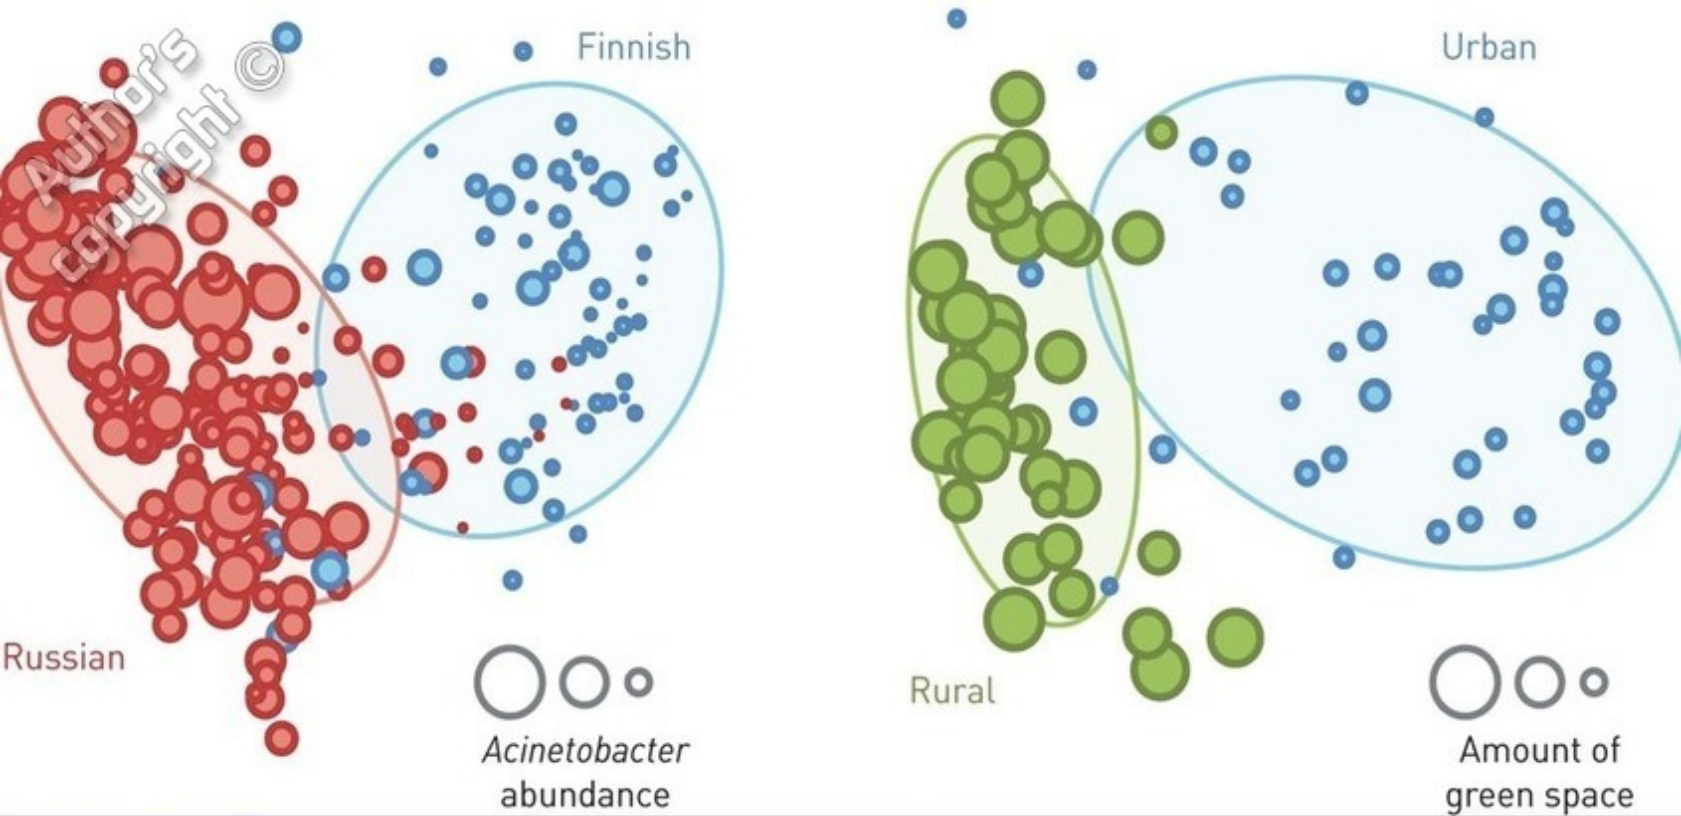 Author's
copyright ©
Finnish
Russian
Acinetobacter
abundance
Urban
Rural
Amount of
green space